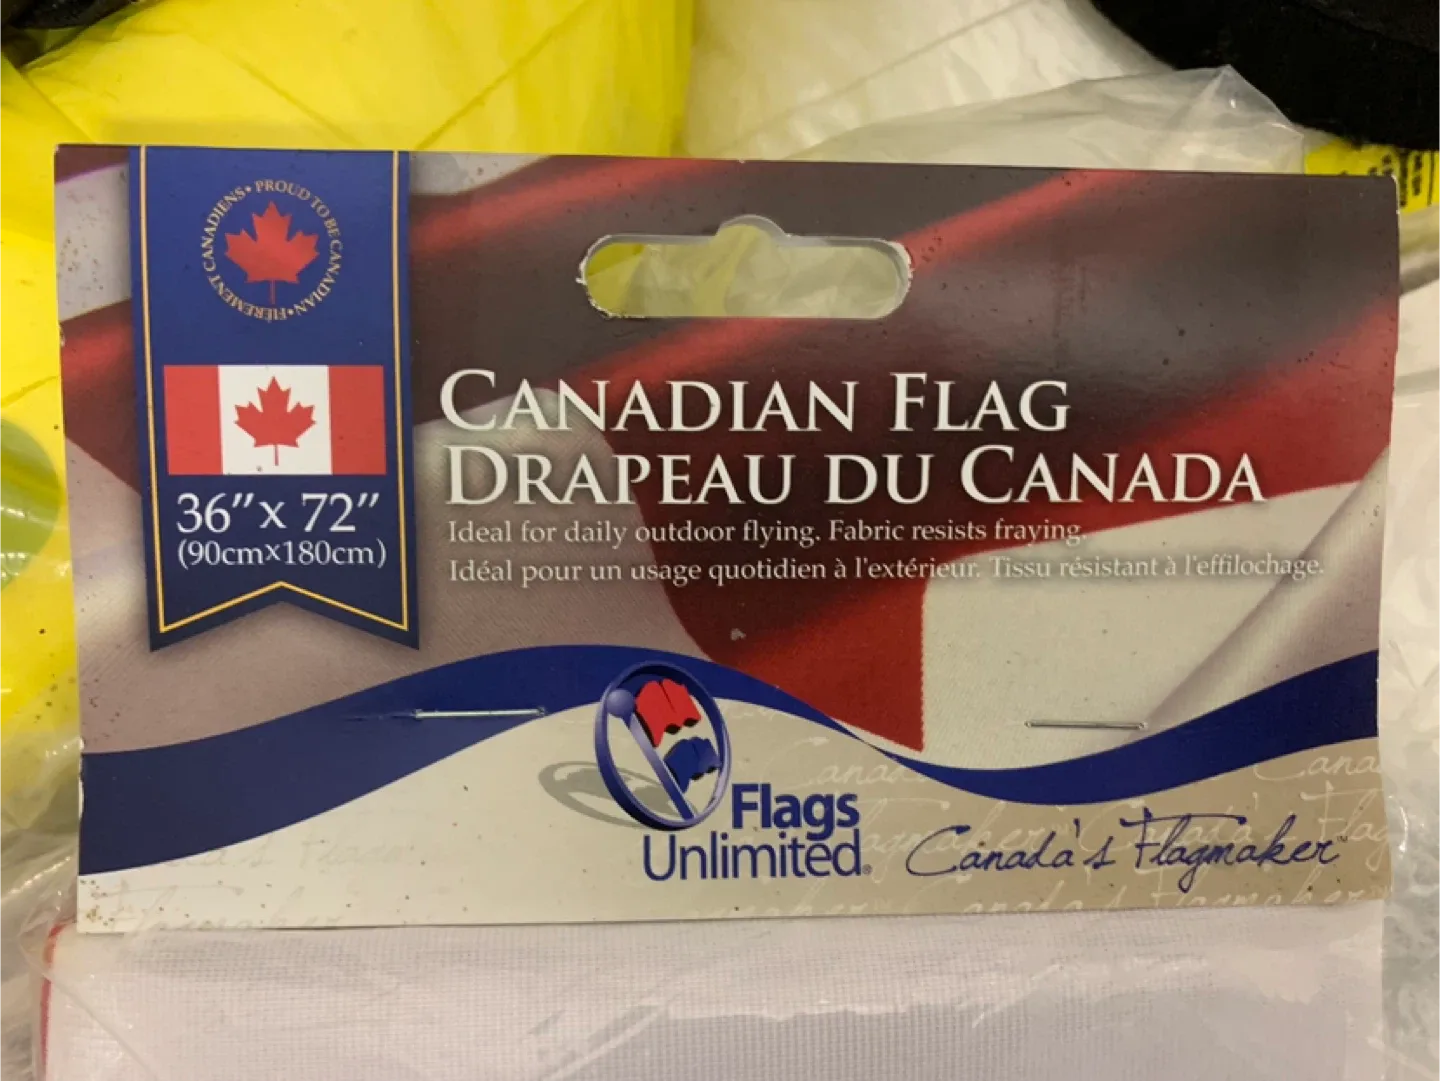 PROUD TO BE CANADIAN • FIÈREMENT CANADIENS •
36" x 72"
(90cm×180cm)
CANADIAN FLAG
DRAPEAU DU CANADA
Ideal for daily outdoor flying. Fabric resists fraying.
Idéal pour un usage quotidien à l'extérieur. Tissu résistant à l'effilochage.
Flags
Unlimited®
Canada's Flagmaker™